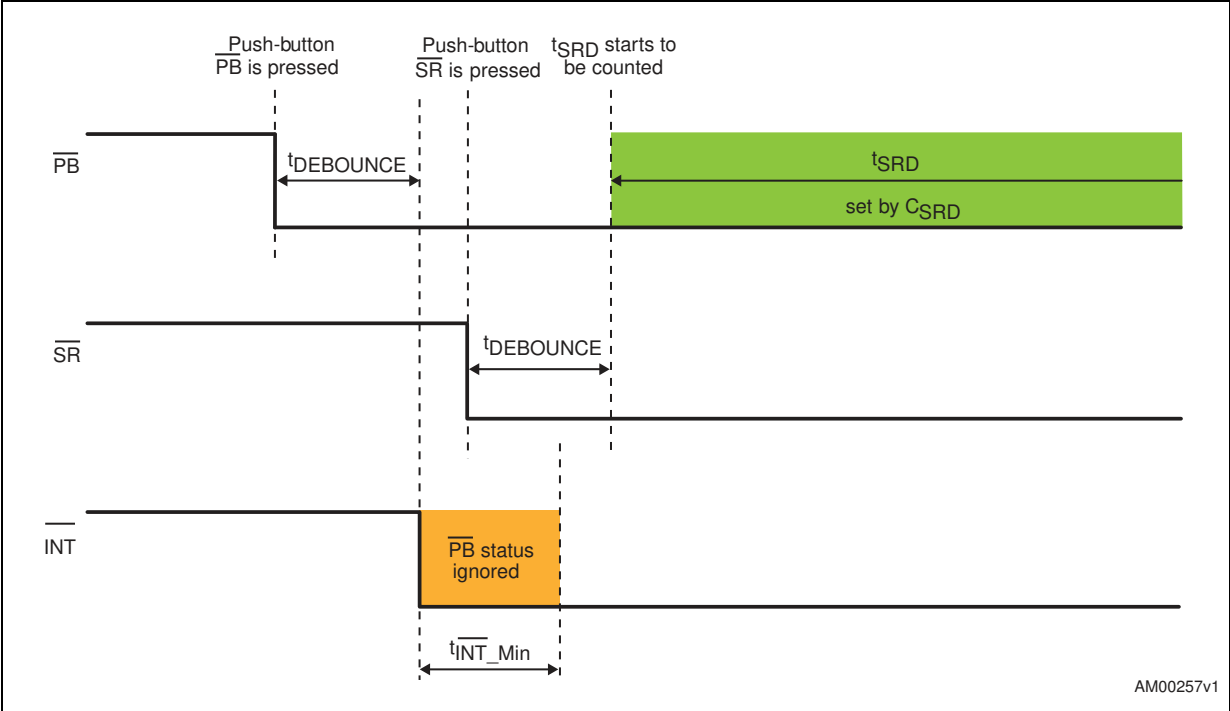 Push-button
PB is pressed
Push-button
SR is pressed
tSRD starts to
be counted
PB
tDEBOUNCE
tSRD
set by CSRD
SR
tDEBOUNCE
INT
PB status
ignored
tINT_Min
AM00257v1